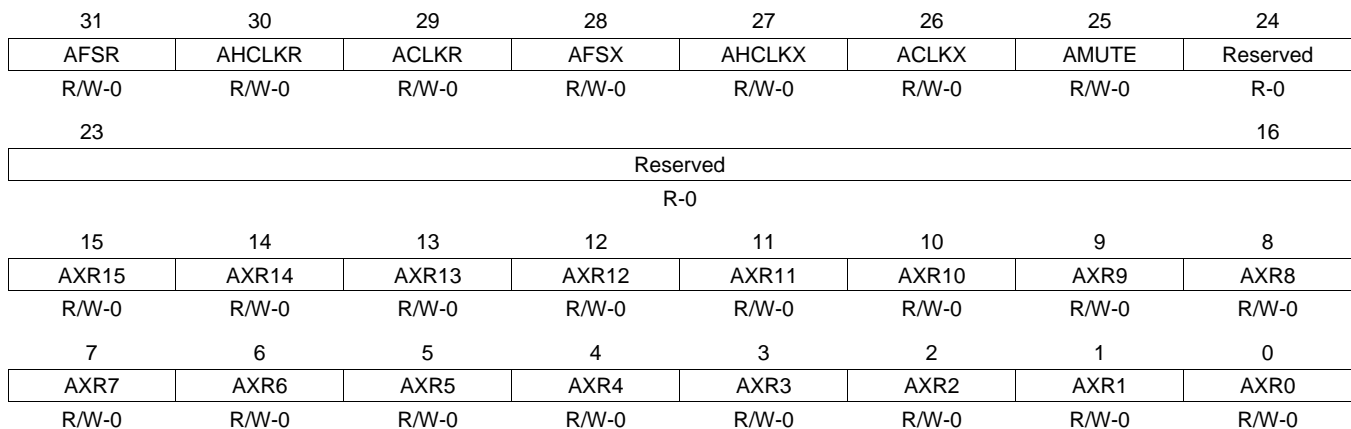 31 30 29 28 27 26 25 24
AFSR AHCLKR ACLKR AFSX AHCLKX ACLKX AMUTE Reserved
R/W-0 R/W-0 R/W-0 R/W-0 R/W-0 R/W-0 R/W-0 R-0
23 16
Reserved
R-0
15 14 13 12 11 10 9 8
AXR15 AXR14 AXR13 AXR12 AXR11 AXR10 AXR9 AXR8
R/W-0 R/W-0 R/W-0 R/W-0 R/W-0 R/W-0 R/W-0 R/W-0
7 6 5 4 3 2 1 0
AXR7 AXR6 AXR5 AXR4 AXR3 AXR2 AXR1 AXR0
R/W-0 R/W-0 R/W-0 R/W-0 R/W-0 R/W-0 R/W-0 R/W-0